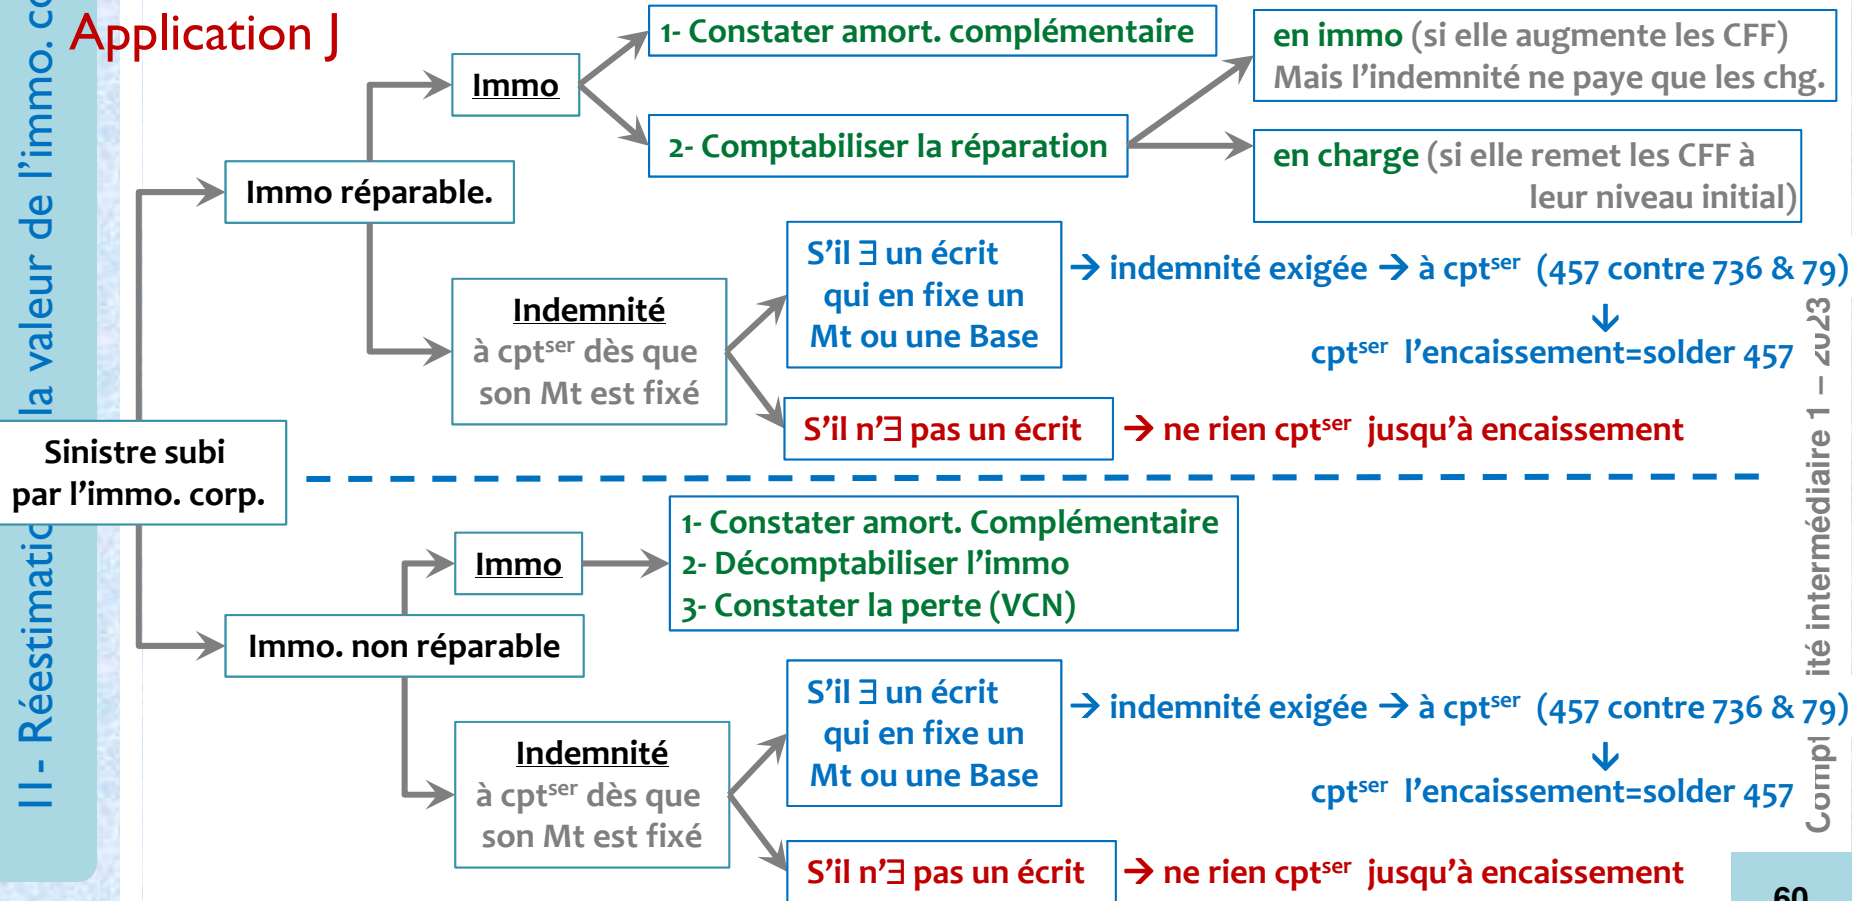 Application J
II- Réestimatic la valeur de l'immo. co
1- Constater amort. complémentaire
en immo (si elle augmente les CFF)
Mais l'indemnité ne paye que les chg.
Immo
2- Comptabiliser la réparation
en charge (si elle remet les CFF à
leur niveau initial)
Immo réparable.
S'il ∃ un écrit
qui en fixe un
Mt ou une Base
→ indemnité exigée → à cptser (457 contre 736 & 79)
↓
cptser l'encaissement=solder 457
Indemnité
à cptser dès que
son Mt est fixé
S'il n'∃ pas un écrit
→ ne rien cptser jusqu'à encaissement
Sinistre subi
par l'immo. corp.
1- Constater amort. Complémentaire
2- Décomptabiliser l'immo
3- Constater la perte (VCN)
Immo
Immo. non réparable
S'il ∃ un écrit
qui en fixe un
Mt ou une Base
→ indemnité exigée → à cptser (457 contre 736 & 79)
↓
cptser l'encaissement=solder 457
Indemnité
à cptser dès que
son Mt est fixé
S'il n'∃ pas un écrit
→ ne rien cptser jusqu'à encaissement
Compt ité intermédiaire 1 – 2023
60